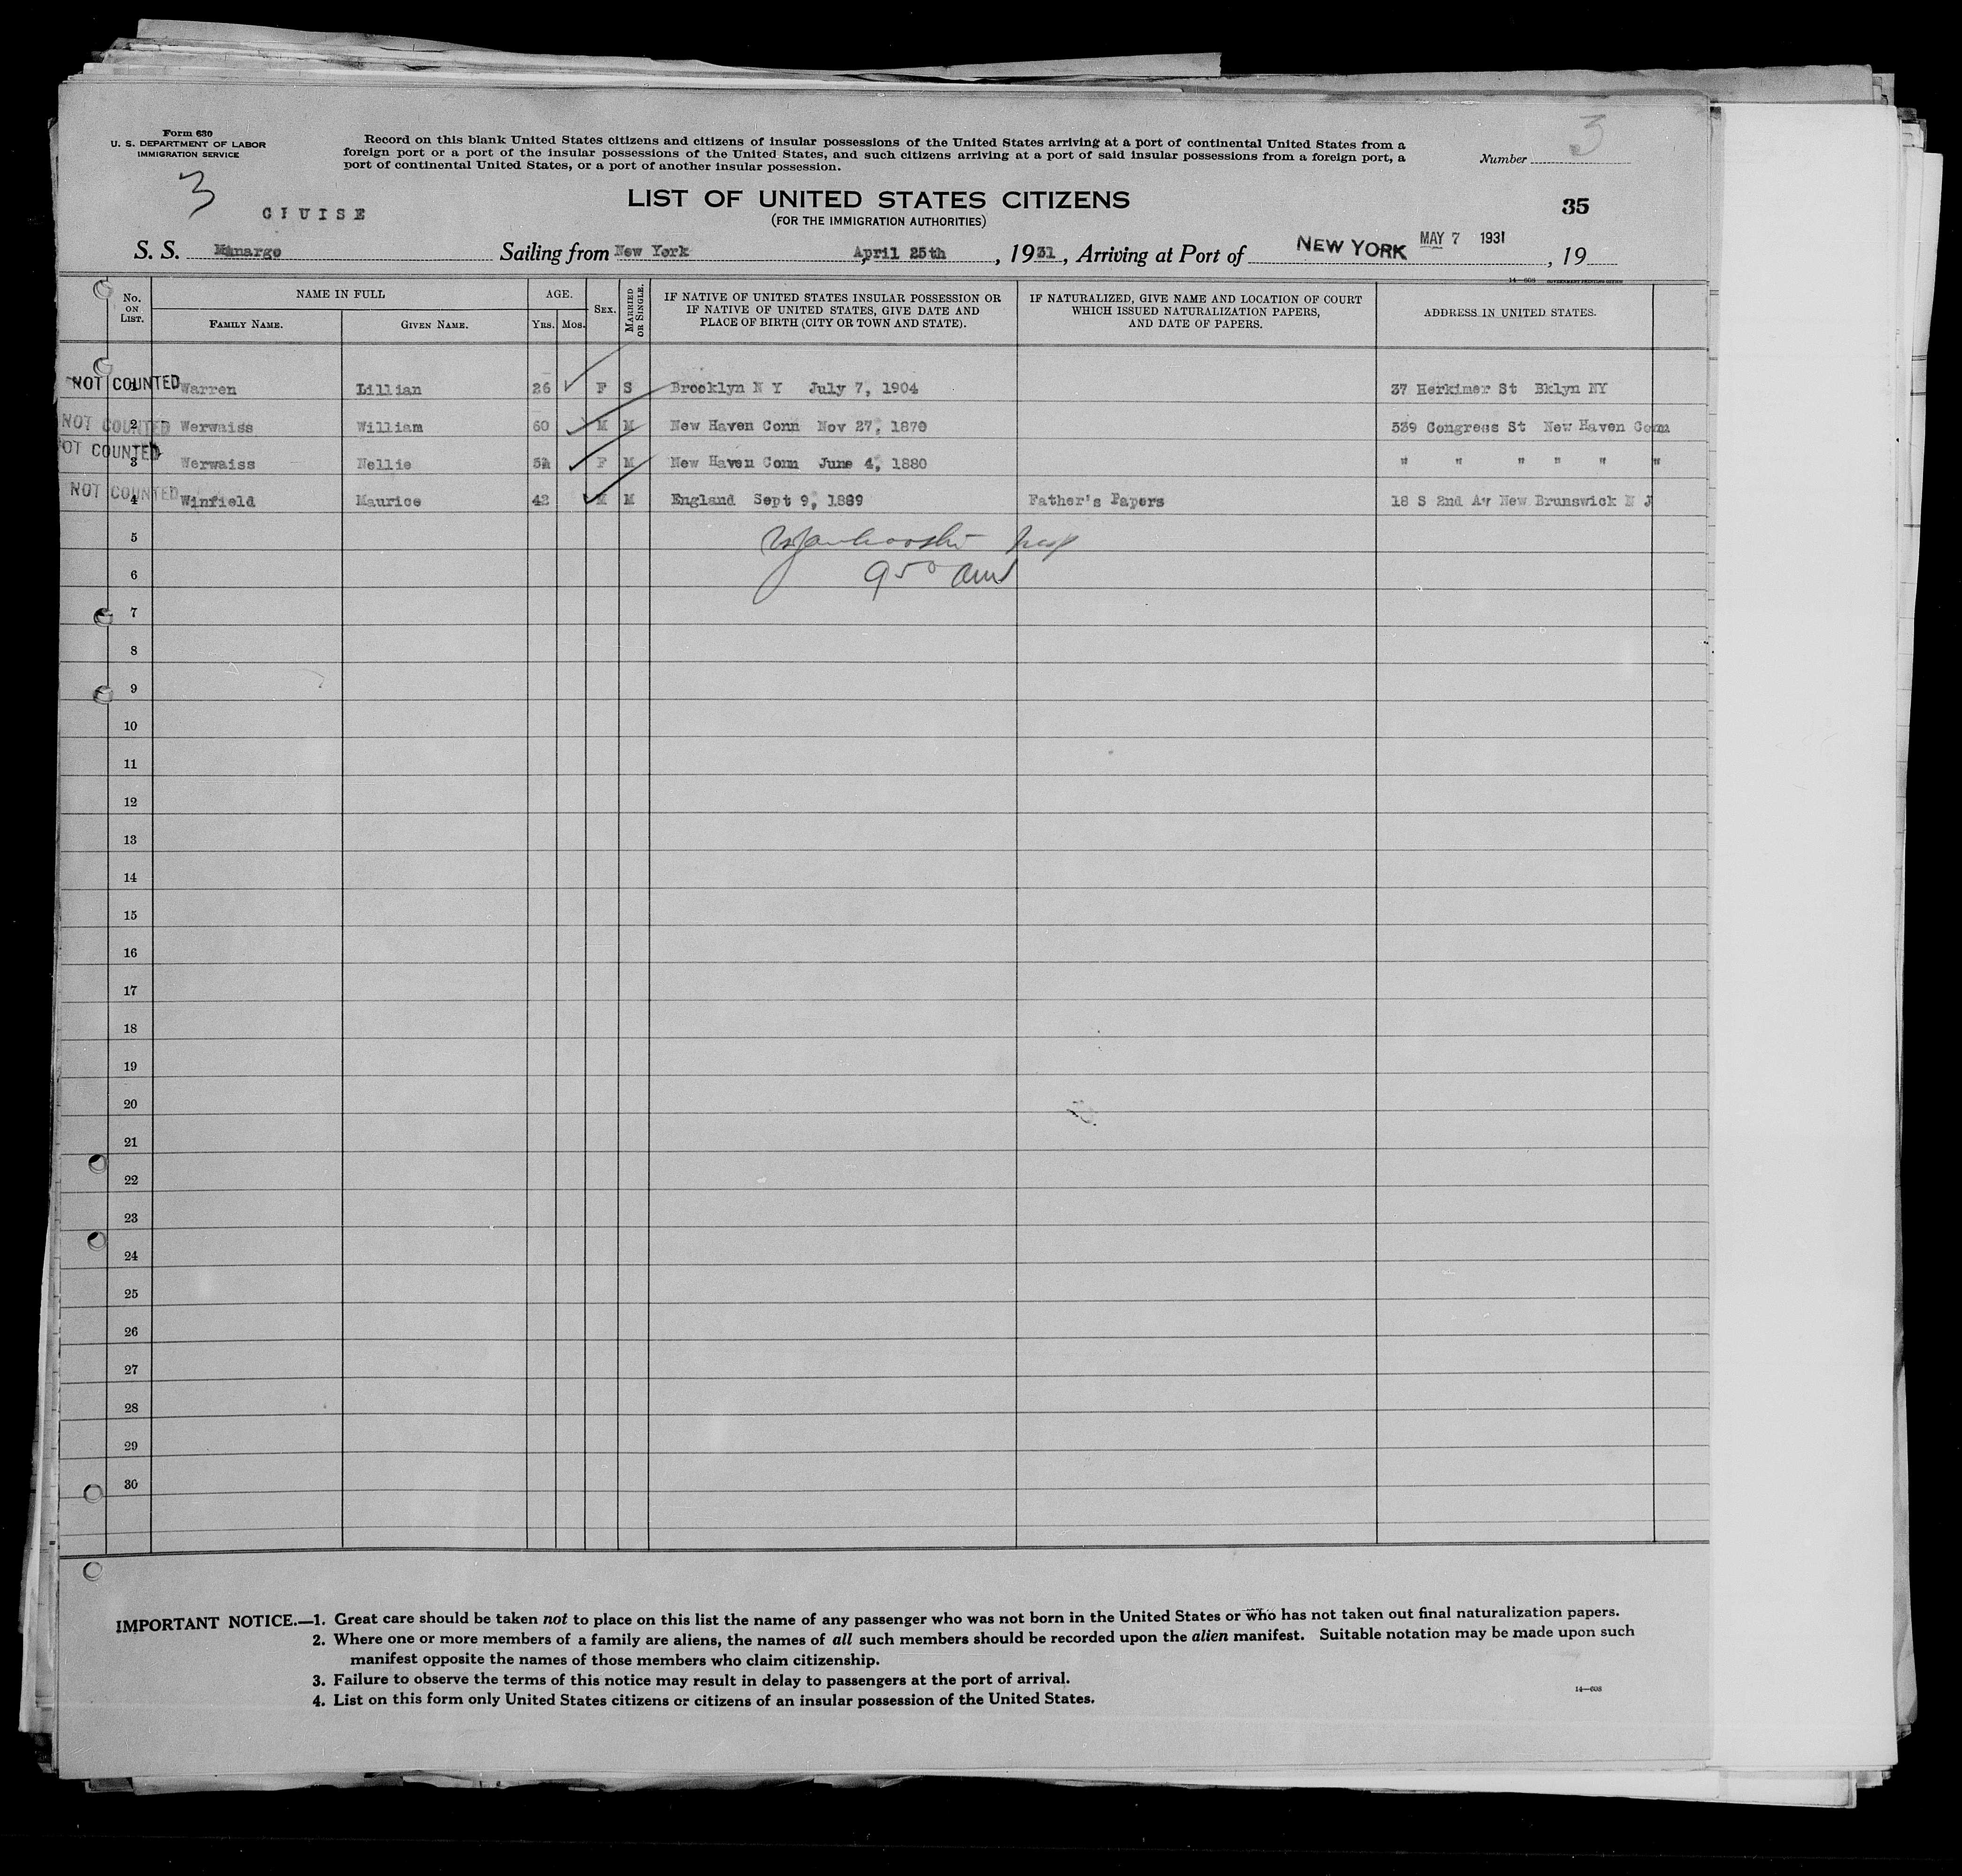 Form 630
U. S. DEPARTMENT OF LABOR
IMMIGRATION SERVICE
Record on this blank United States citizens and citizens of insular possessions of the United States arriving at a port of continental United States from a
foreign port or a port of the insular possessions of the United States, and such citizens arriving at a port of said insular possessions from a foreign port, a
port of continental United States, or a port of another insular possession.
Number 3
3
LIST OF UNITED STATES CITIZENS
(FOR THE IMMIGRATION AUTHORITIES)
35
CIUISE
S. S. Munargo Sailing from New York, April 25th, 1931, Arriving at Port of NEW YORK MAY 7 1931, 19
14-608 GOVERNMENT PRINTING OFFICE
No. ON LIST. NAME IN FULL AGE. SEX. MARRIED OR SINGLE. IF NATIVE OF UNITED STATES INSULAR POSSESSION OR IF NATIVE OF UNITED STATES, GIVE DATE AND PLACE OF BIRTH (CITY OR TOWN AND STATE). IF NATURALIZED, GIVE NAME AND LOCATION OF COURT WHICH ISSUED NATURALIZATION PAPERS, AND DATE OF PAPERS. ADDRESS IN UNITED STATES.
FAMILY NAME. GIVEN NAME. YRS. MOS.
NOT COUNTED 1 Warren Lillian 26 F S Brooklyn N Y July 7, 1904 37 Herkimer St Bklyn NY
NOT COUNTED 2 Werwaiss William 60 M M New Haven Conn Nov 27, 1870 539 Congress St New Haven Conn
OT COUNTED 3 Werwaiss Nellie F M New Haven Conn June 4, 1880 " " " " " "
NOT COUNTED 4 Winfield Maurice 42 M M England Sept 9, 1889 Father's Papers 18 S 2nd Av New Brunswick N J
5
6 9 50 am
7
8
9
10
11
12
13
14
15
16
17
18
19
20
21
22
23
24
25
26
27
28
29
30
IMPORTANT NOTICE.—1. Great care should be taken not to place on this list the name of any passenger who was not born in the United States or who has not taken out final naturalization papers.
2. Where one or more members of a family are aliens, the names of all such members should be recorded upon the alien manifest. Suitable notation may be made upon such
manifest opposite the names of those members who claim citizenship.
3. Failure to observe the terms of this notice may result in delay to passengers at the port of arrival.
4. List on this form only United States citizens or citizens of an insular possession of the United States.
14—608